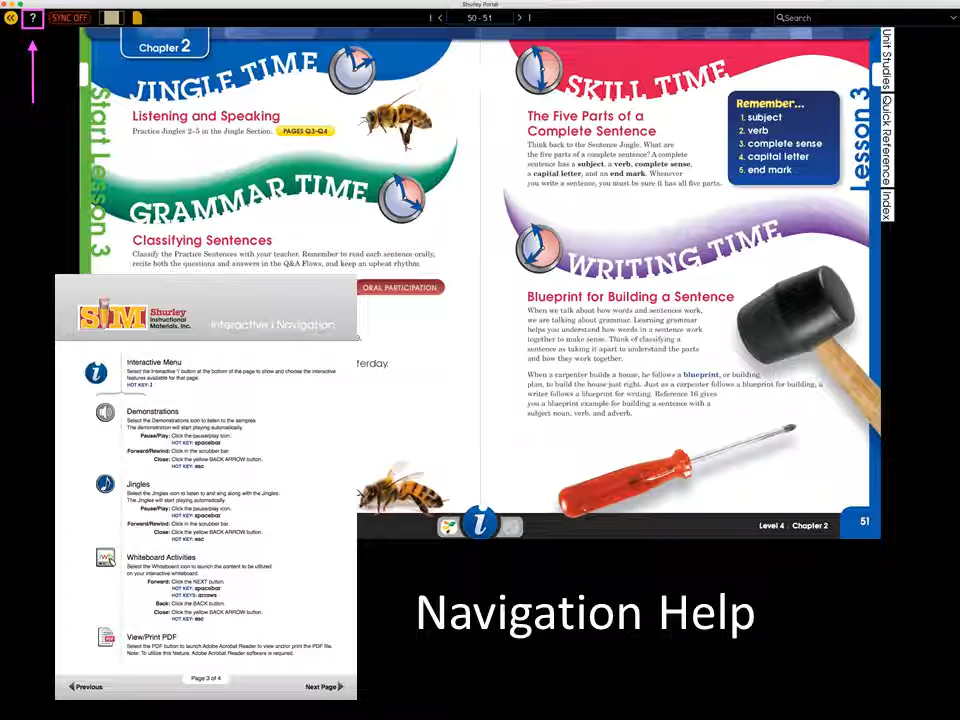 Shurley Portal
?
SYNC OFF
50 - 51
Search
Chapter 2
JINGLE TIME
Listening and Speaking
Practice Jingles 2–5 in the Jingle Section. PAGES Q3–Q4
GRAMMAR TIME
Classifying Sentences
Classify the Practice Sentences with your teacher. Remember to read each sentence orally,
recite both the questions and answers in the Q&A Flows, and keep an upbeat rhythm.
ORAL PARTICIPATION
terday.
Start Lesson 3
SKILL TIME
The Five Parts of a
Complete Sentence
Think back to the Sentence Jingle. What are
the five parts of a complete sentence? A complete
sentence has a subject, a verb, complete sense,
a capital letter, and an end mark. Whenever
you write a sentence, you must be sure it has all five parts.
Remember...
1. subject
2. verb
3. complete sense
4. capital letter
5. end mark
WRITING TIME
Blueprint for Building a Sentence
When we talk about how words and sentences work,
we are talking about grammar. Learning grammar
helps you understand how words in a sentence work
together to make sense. Think of classifying a
sentence as taking it apart to understand the parts
and how they work together.
When a carpenter builds a house, he follows a blueprint, or building
plan, to build the house just right. Just as a carpenter follows a blueprint for building, a
writer follows a blueprint for writing. Reference 16 gives
you a blueprint example for building a sentence with a
subject noun, verb, and adverb.
Lesson 3
Unit Studies
Quick Reference
Index
i
Level 4 Chapter 2
51
SIM Shurley
Instructional
Materials, Inc.
Interactive i Navigation
Interactive Menu
Select the Interactive 'i' button at the bottom of the page to show and choose the interactive
features available for that page.
HOT KEY: I
Demonstrations
Select the Demonstrations icon to listen to the samples
The demonstration will start playing automatically.
Pause/Play: Click the pause/play icon.
HOT KEY: spacebar
Forward/Rewind: Click in the scrubber bar.
Close: Click the yellow BACK ARROW button.
HOT KEY: esc
Jingles
Select the Jingles icon to listen to and sing along with the Jingles.
The Jingles will start playing automatically.
Pause/Play: Click the pause/play icon.
HOT KEY: spacebar
Forward/Rewind: Click in the scrubber bar.
Close: Click the yellow BACK ARROW button.
HOT KEY: esc
Whiteboard Activities
Select the Whiteboard icon to launch the content to be utilized
on your interactive whiteboard.
Forward: Click the NEXT button.
HOT KEY: spacebar
HOT KEYS: arrows
Back: Click the BACK button.
Close: Click the yellow BACK ARROW button.
HOT KEY: esc
View/Print PDF
Select the PDF button to launch Adobe Acrobat Reader to view and/or print the PDF file.
Note: To utilize this feature, Adobe Acrobat Reader software is required.
Page 3 of 4
Previous
Next Page
Navigation Help